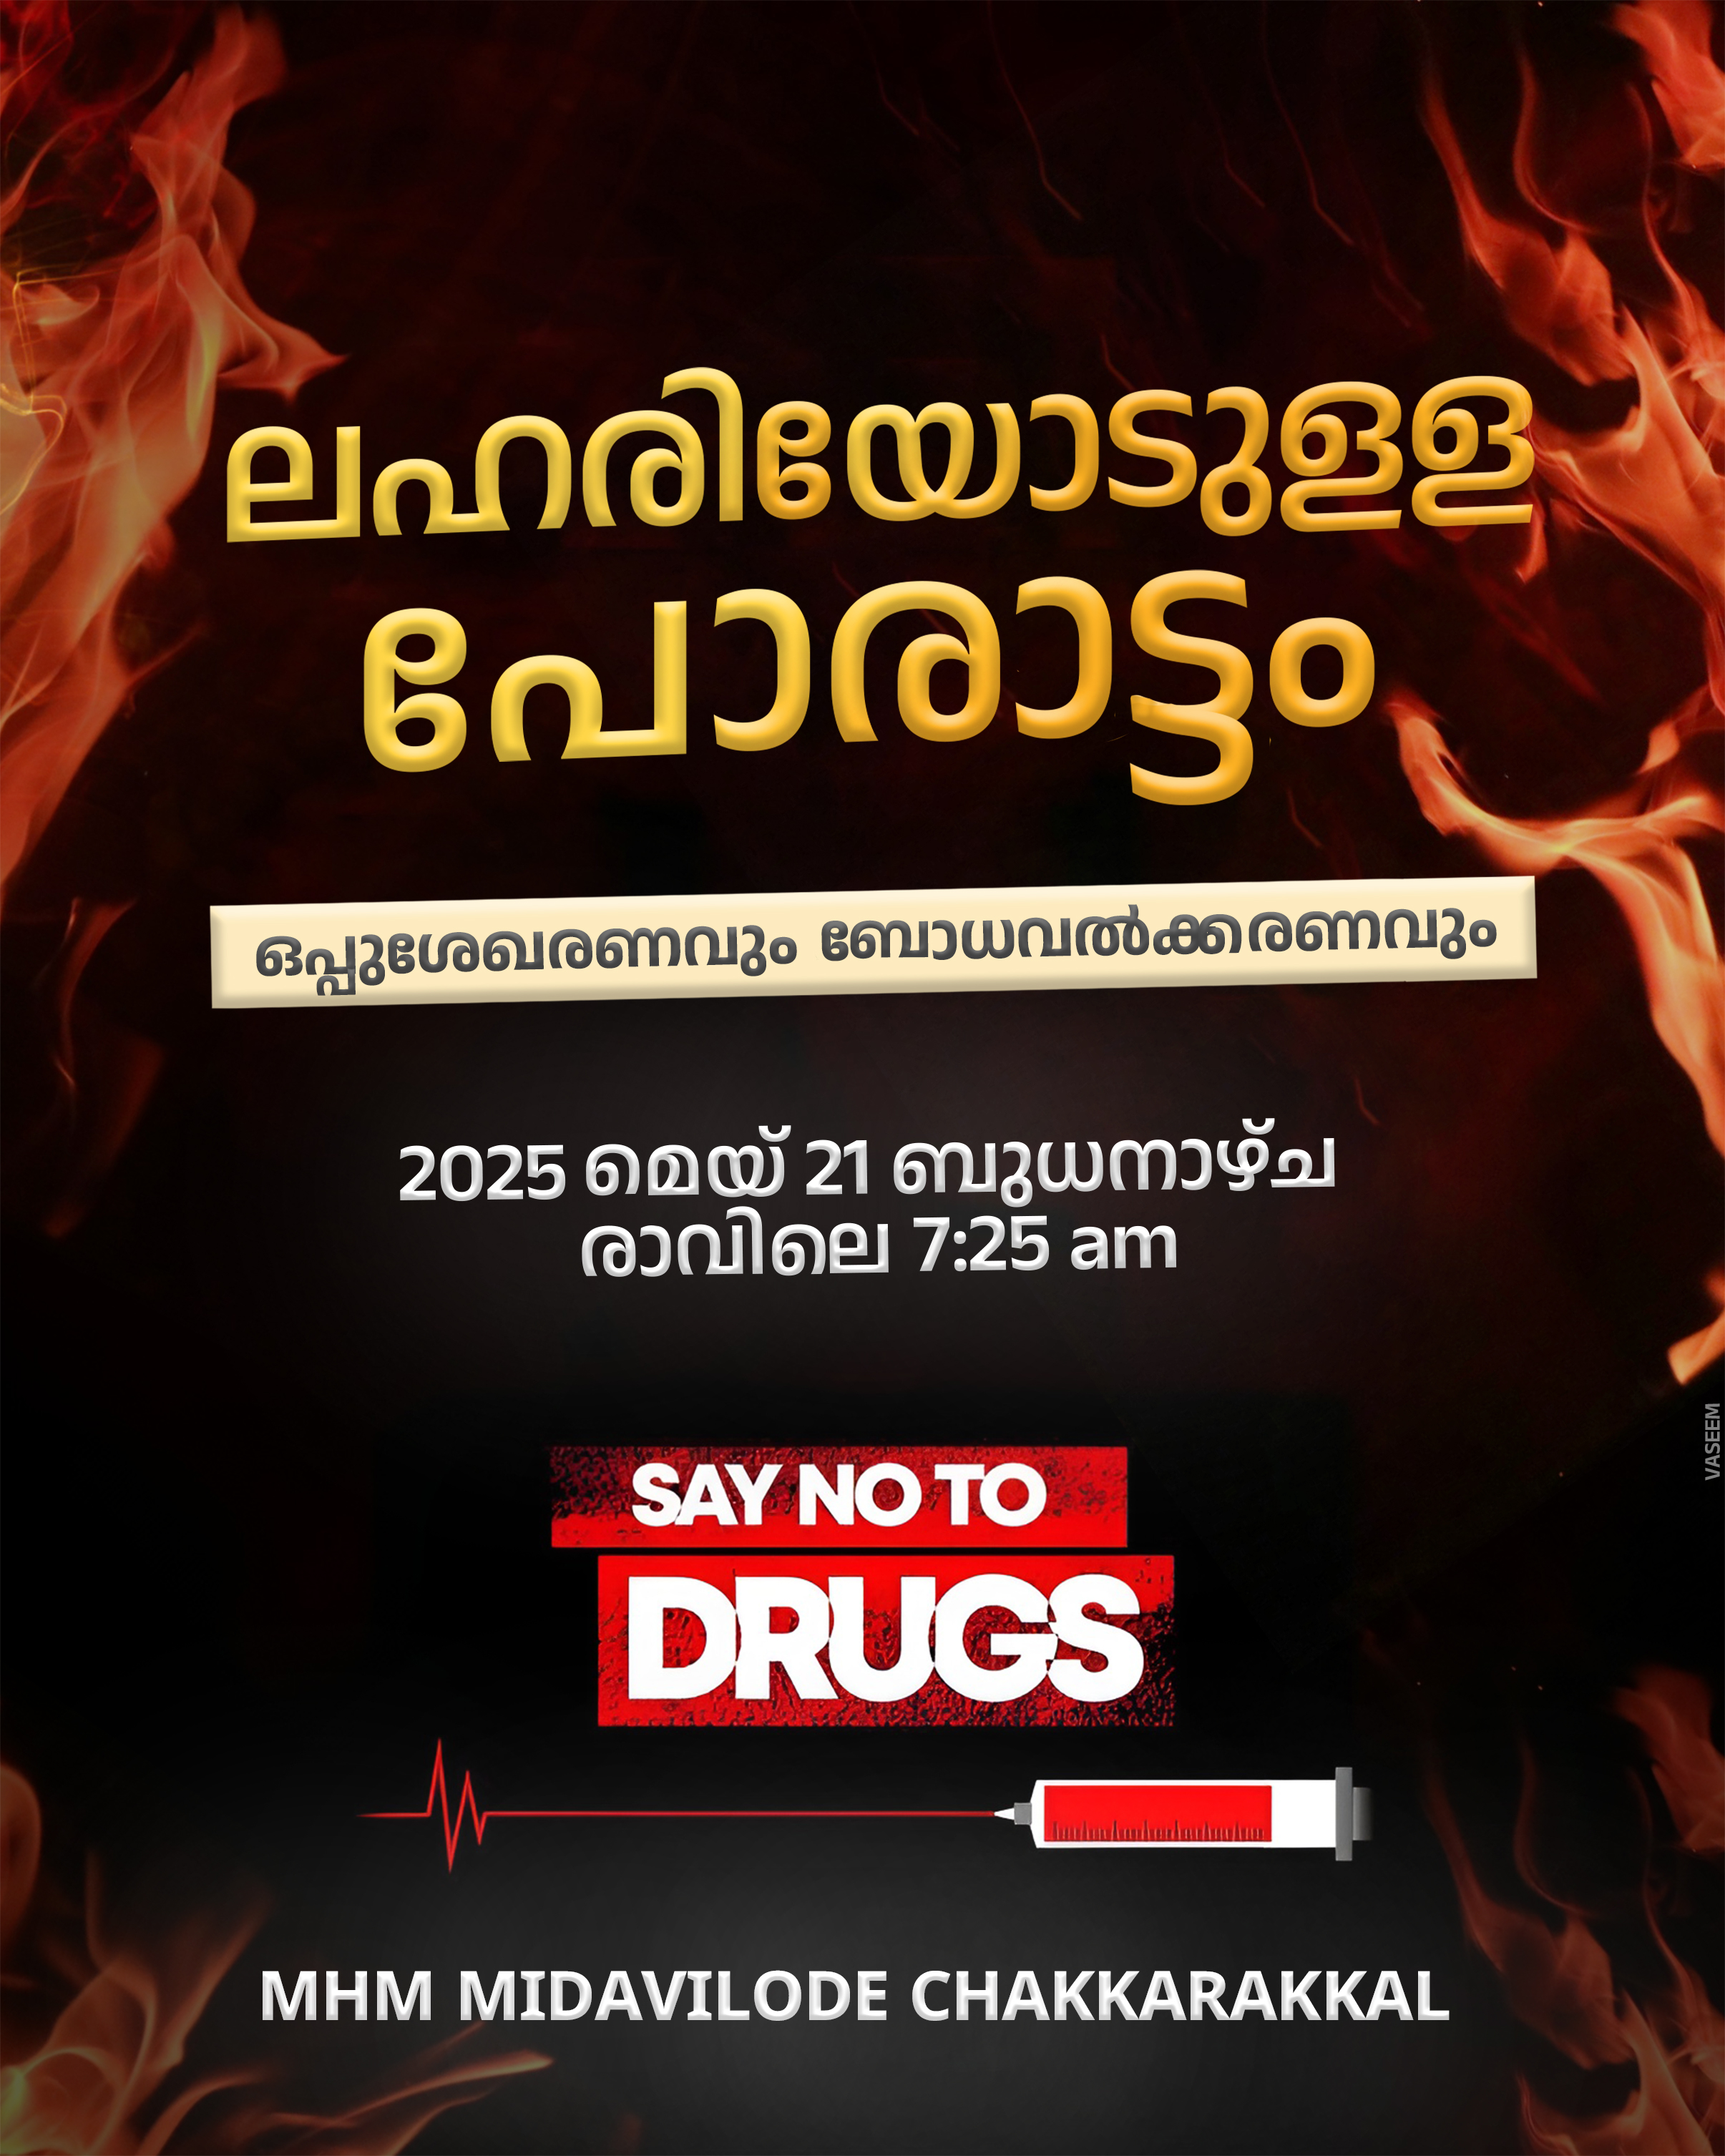 ലഹരിയോടുള്ള
പോരാട്ടം
ഒപ്പുശേഖരണവും ബോധവൽക്കരണവും
2025 മെയ് 21 ബുധനാഴ്ച
രാവിലെ 7:25 am
SAY NO TO
DRUGS
MHM MIDAVILODE CHAKKARAKKAL
VASEEM